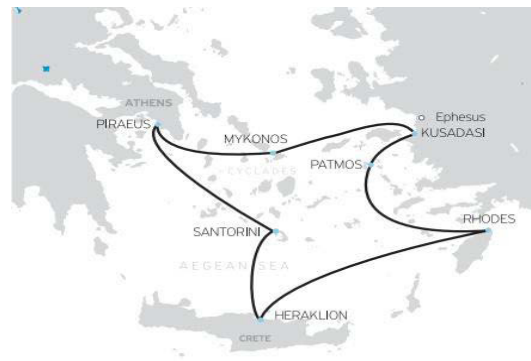 ATHENS
PIRAEUS
Ephesus
KUSADASI
MYKONOS
PATMOS
CYCLADES
RHODES
SANTORINI
AEGEAN SEA
HERAKLION
CRETE